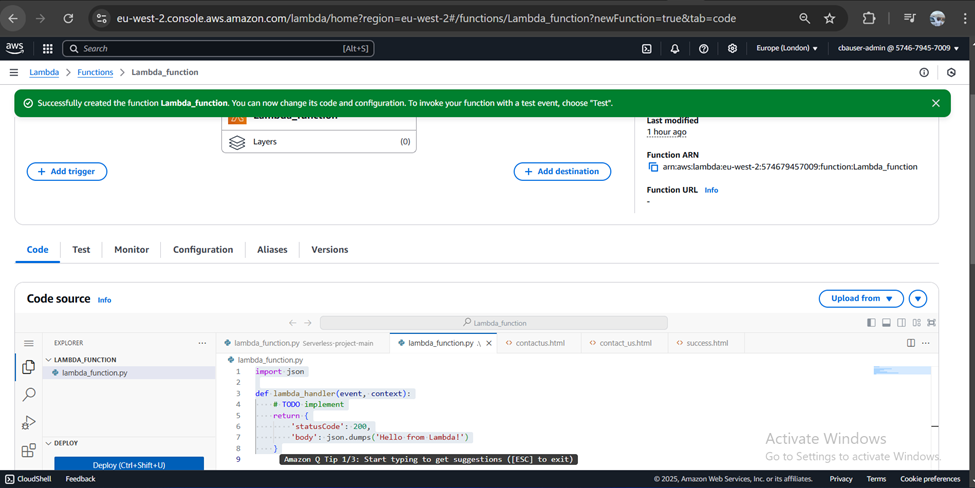 eu-west-2.console.aws.amazon.com/lambda/home?region=eu-west-2#/functions/Lambda_function?newFunction=true&tab=code
aws Search [Alt+S] Europe (London) cbauser-admin @ 5746-7945-7009
Lambda > Functions > Lambda_function
Successfully created the function Lambda_function. You can now change its code and configuration. To invoke your function with a test event, choose "Test".
Lambda_function
Layers (0)
Add trigger
Add destination
Last modified
1 hour ago
Function ARN
arn:aws:lambda:eu-west-2:574679457009:function:Lambda_function
Function URL Info
-
Code Test Monitor Configuration Aliases Versions
Code source Info
Upload from
Lambda_function
EXPLORER
LAMBDA_FUNCTION
lambda_function.py
DEPLOY
Deploy (Ctrl+Shift+U)
lambda_function.py Serverless-project-main lambda_function.py .\ contactus.html contact_us.html success.html
lambda_function.py
1 import json
2
3 def lambda_handler(event, context):
4 # TODO implement
5 return {
6 'statusCode': 200,
7 'body': json.dumps('Hello from Lambda!')
8 }
9 Amazon Q Tip 1/3: Start typing to get suggestions ([ESC] to exit)
Activate Windows
Go to Settings to activate Windows.
CloudShell Feedback © 2025, Amazon Web Services, Inc. or its affiliates. Privacy Terms Cookie preferences